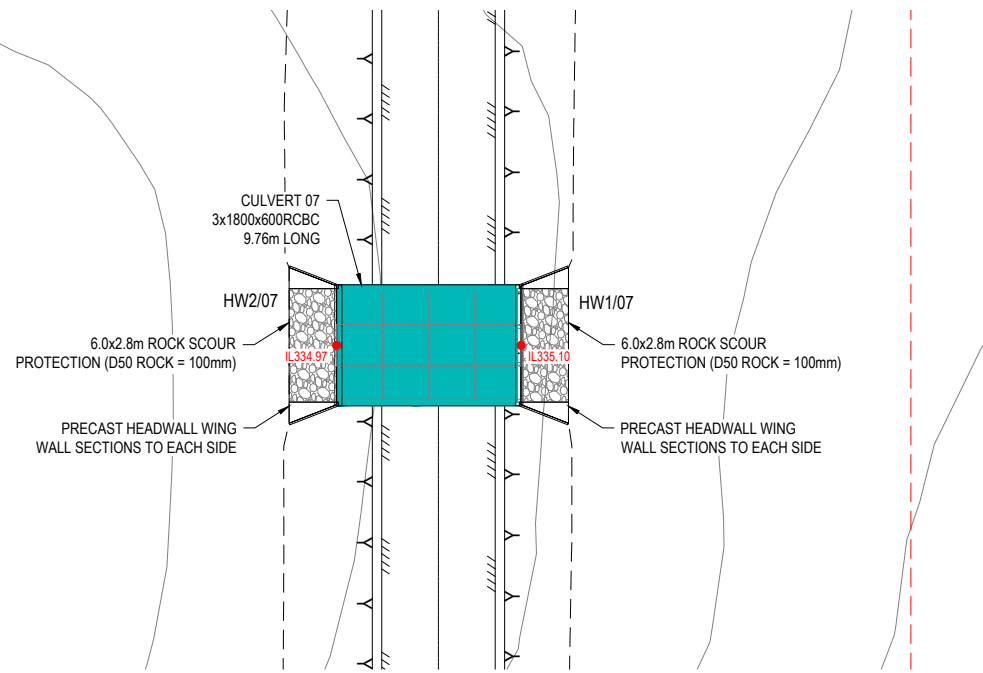 CULVERT 07
3x1800x600RCBC
9.76m LONG
HW2/07
HW1/07
6.0x2.8m ROCK SCOUR
PROTECTION (D50 ROCK = 100mm)
IL334.97
IL335.10
6.0x2.8m ROCK SCOUR
PROTECTION (D50 ROCK = 100mm)
PRECAST HEADWALL WING
WALL SECTIONS TO EACH SIDE
PRECAST HEADWALL WING
WALL SECTIONS TO EACH SIDE